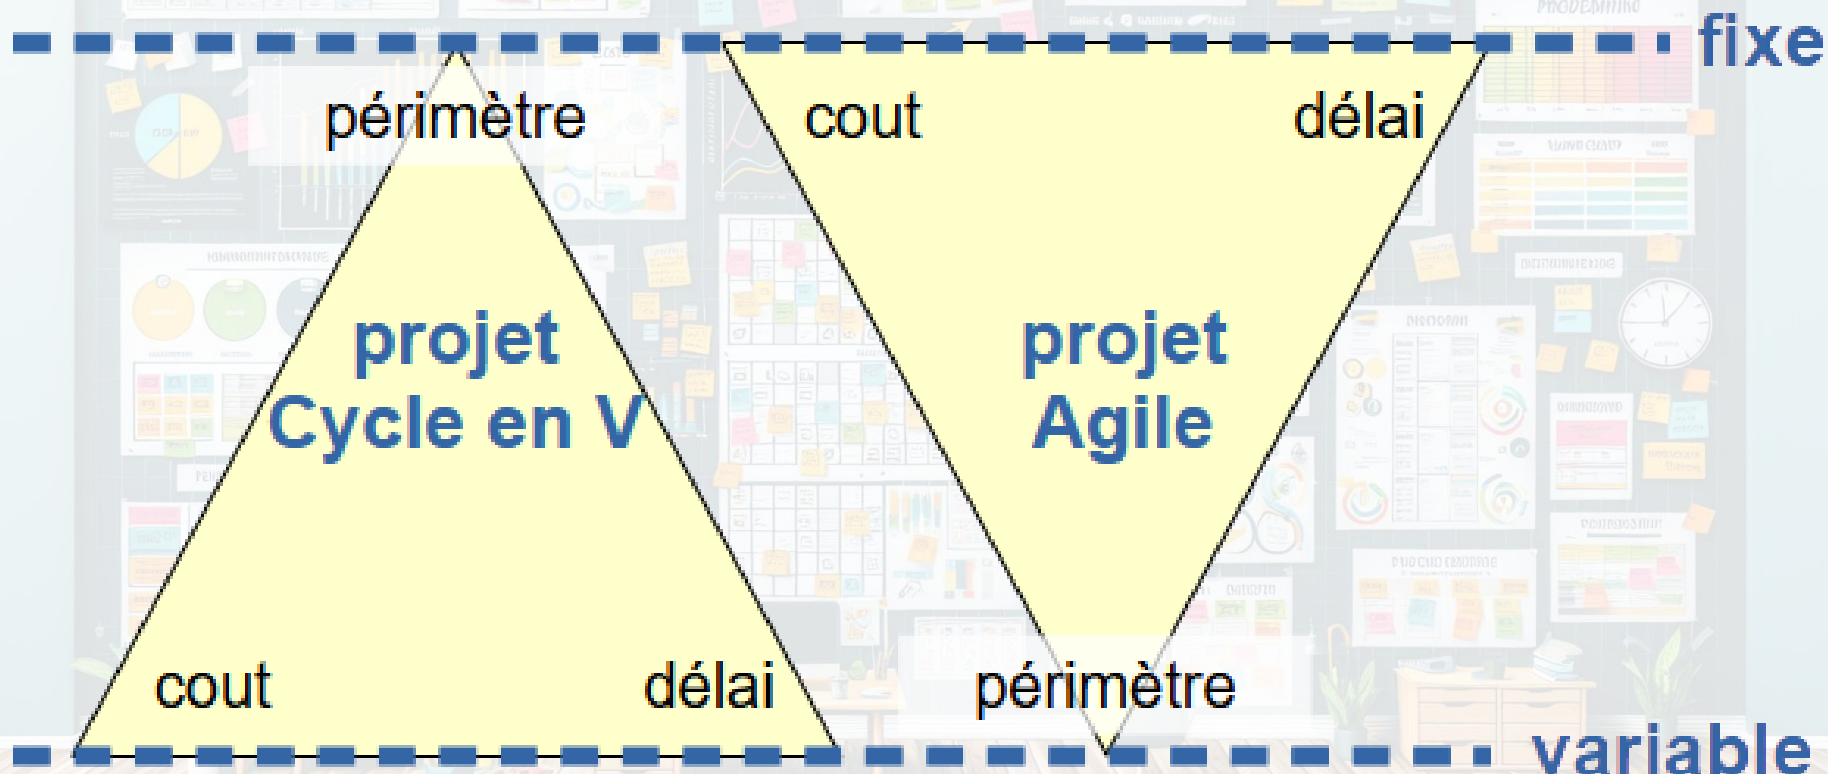 fixe
périmètre
cout
délai
projet
Cycle en V
projet
Agile
cout
délai
périmètre
variable